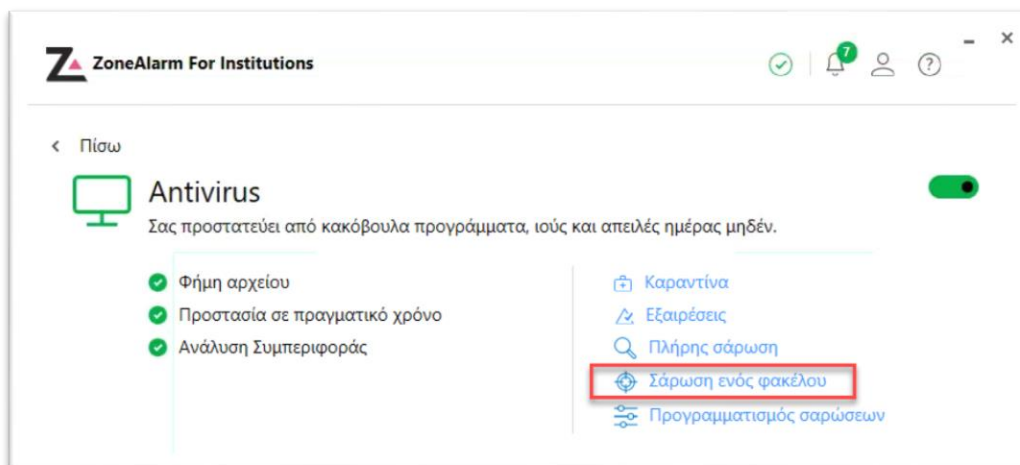 ZoneAlarm For Institutions
7
?
< Πίσω
Antivirus
Σας προστατεύει από κακόβουλα προγράμματα, ιούς και απειλές ημέρας μηδέν.
Φήμη αρχείου
Προστασία σε πραγματικό χρόνο
Ανάλυση Συμπεριφοράς
Καραντίνα
Εξαιρέσεις
Πλήρης σάρωση
Σάρωση ενός φακέλου
Προγραμματισμός σαρώσεων